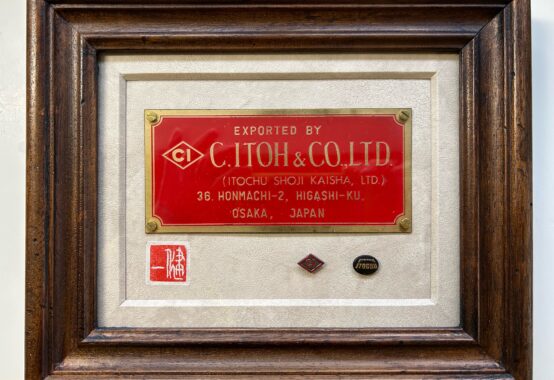 EXPORTED BY
CI C. ITOH & CO., LTD.
(ITOCHU SHOJI KAISHA, LTD.)
36, HONMACHI-2, HIGASHI-KU,
OSAKA, JAPAN